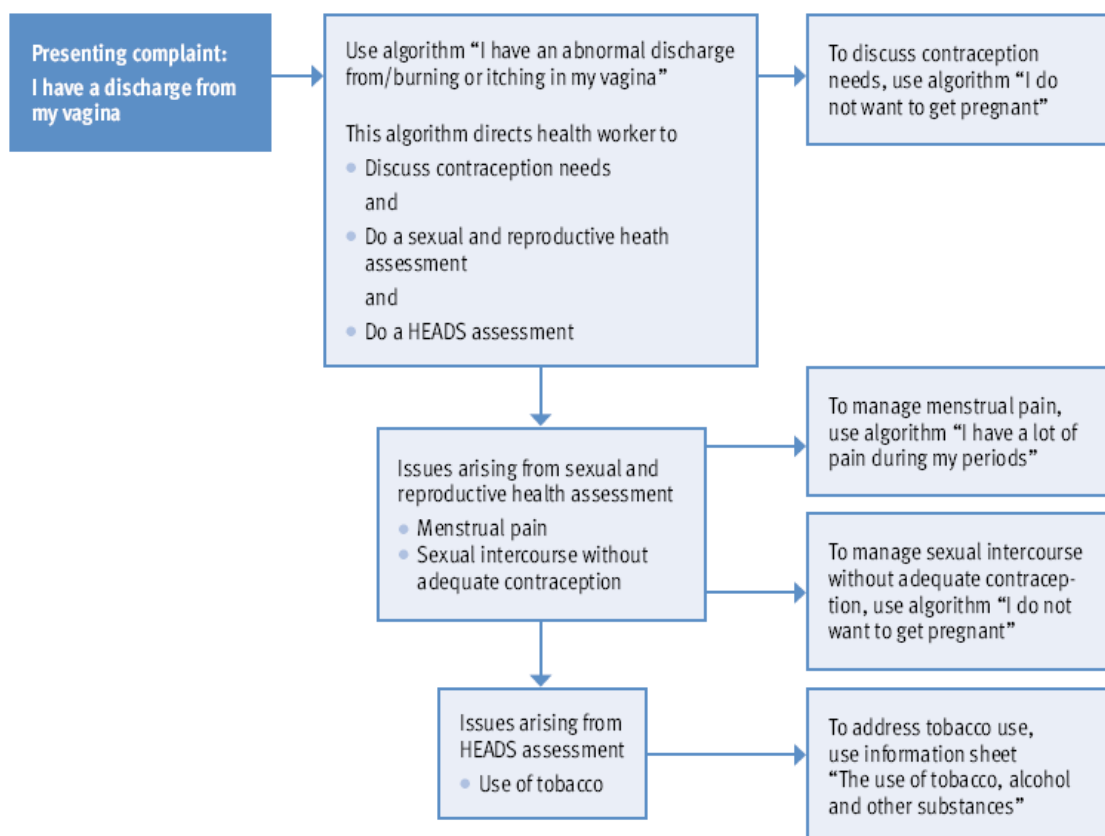 Presenting complaint:
I have a discharge from
my vagina
Use algorithm “I have an abnormal discharge
from/burning or itching in my vagina”
This algorithm directs health worker to
• Discuss contraception needs
and
• Do a sexual and reproductive heath
assessment
and
• Do a HEADS assessment
To discuss contraception
needs, use algorithm “I do
not want to get pregnant”
Issues arising from sexual and
reproductive health assessment
• Menstrual pain
• Sexual intercourse without
adequate contraception
To manage menstrual pain,
use algorithm “I have a lot of
pain during my periods”
To manage sexual intercourse
without adequate contracep-
tion, use algorithm “I do not
want to get pregnant”
Issues arising from
HEADS assessment
• Use of tobacco
To address tobacco use,
use information sheet
“The use of tobacco, alcohol
and other substances”